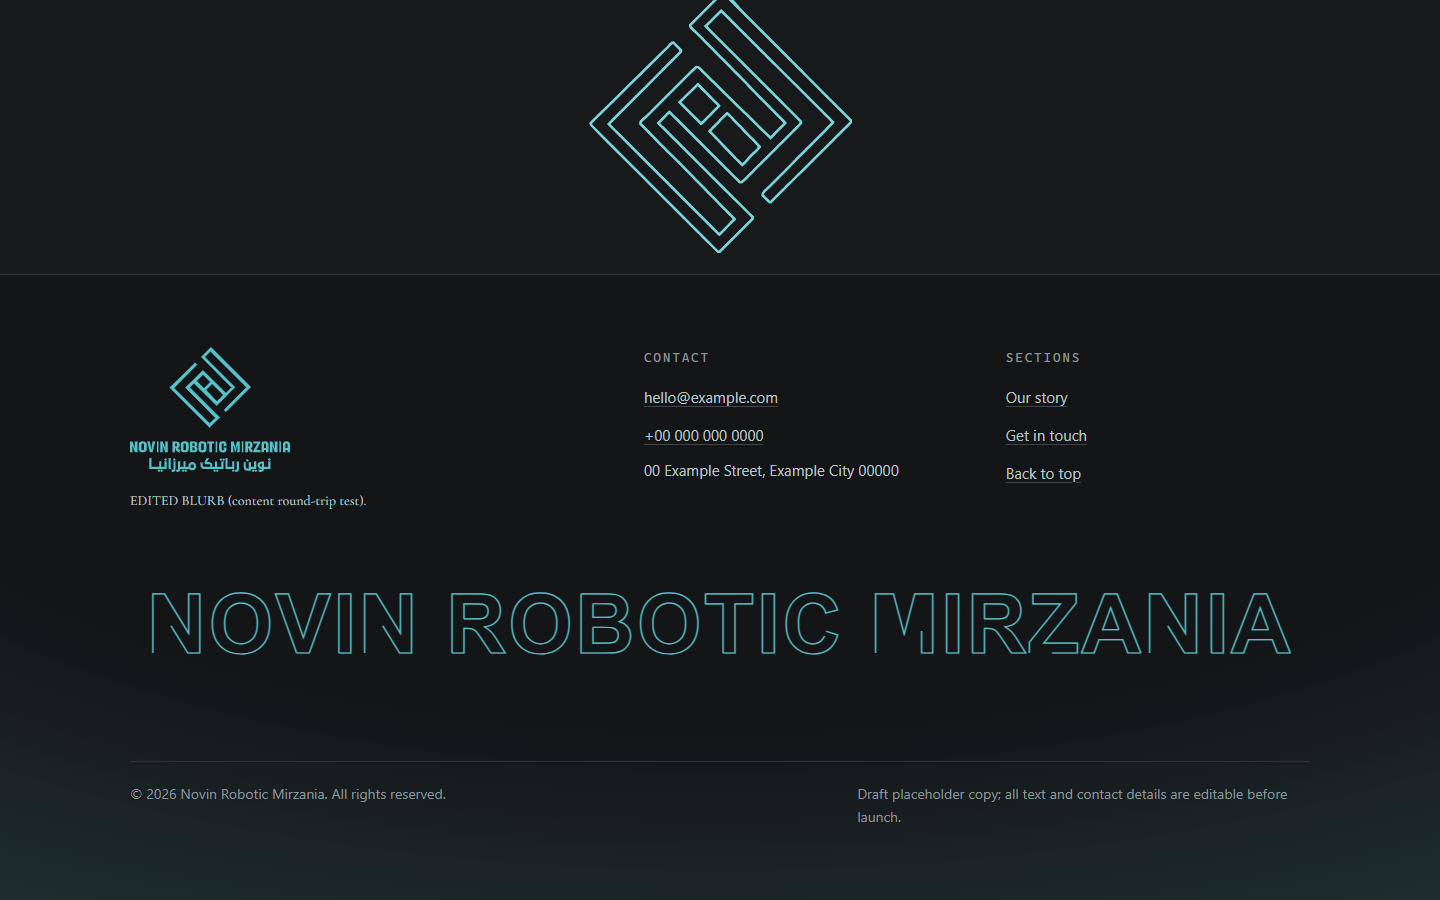 NOVIN ROBOTIC MIRZANIA
نوین رباتیک میرزانیا
EDITED BLURB (content round-trip test).
CONTACT
hello@example.com
+00 000 000 0000
00 Example Street, Example City 00000
SECTIONS
Our story
Get in touch
Back to top
NOVIN ROBOTIC MIRZANIA
© 2026 Novin Robotic Mirzania. All rights reserved.
Draft placeholder copy; all text and contact details are editable before
launch.